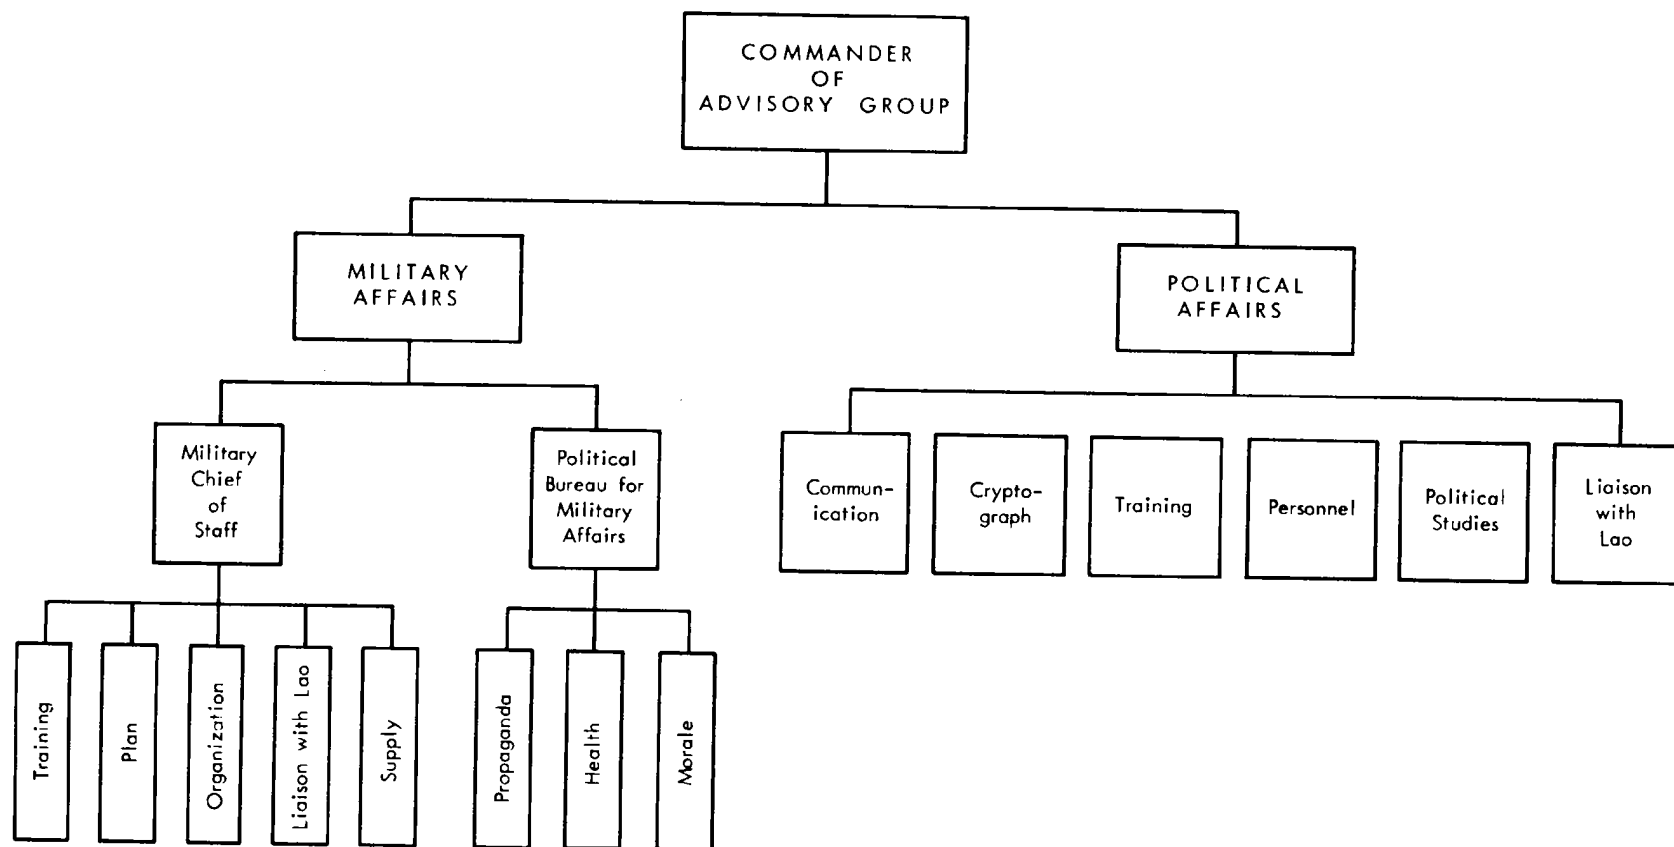 COMMANDER
OF
ADVISORY GROUP
MILITARY
AFFAIRS
POLITICAL
AFFAIRS
Military
Chief
of
Staff
Political
Bureau for
Military
Affairs
Commun-
ication
Crypto-
graph
Training
Personnel
Political
Studies
Liaison
with
Lao
Training
Plan
Organization
Liaison with Lao
Supply
Propaganda
Health
Morale